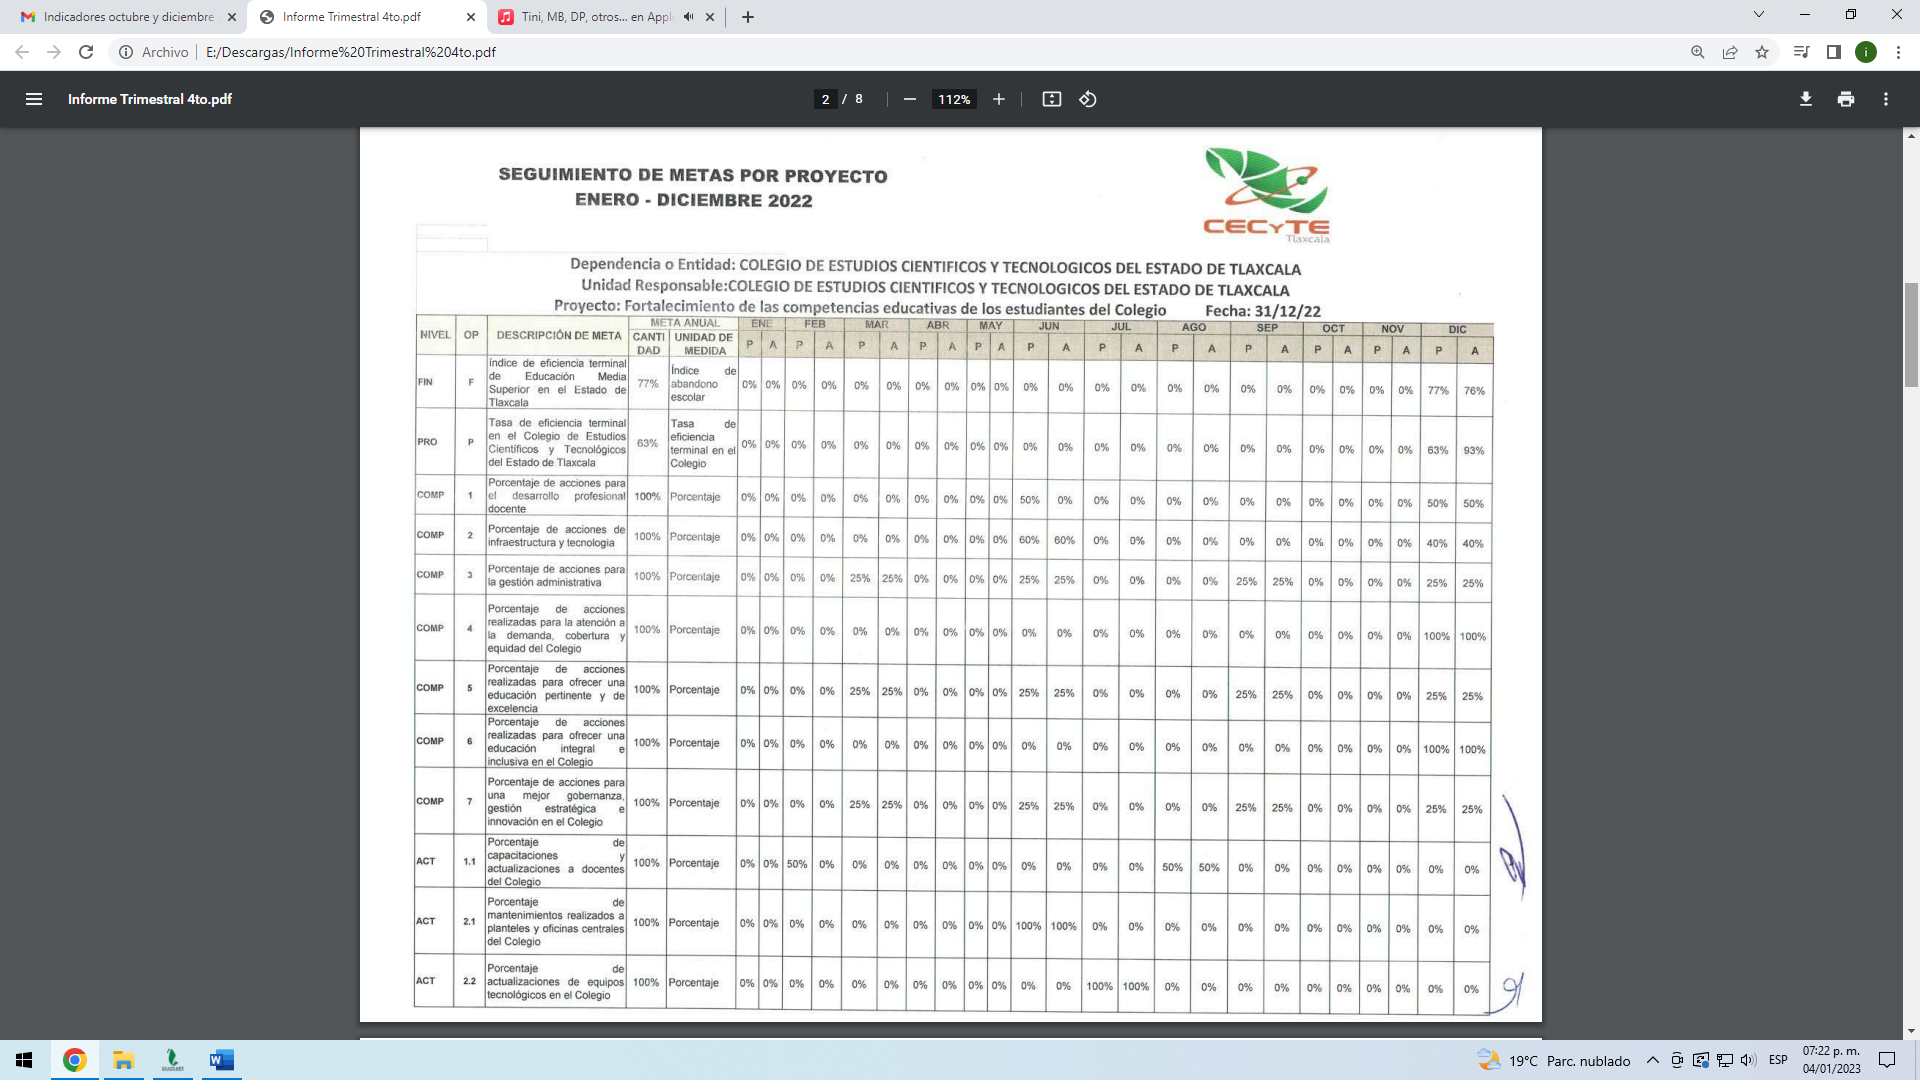 Indicadores octubre y diciembre
Informe Trimestral 4to.pdf
Tini, MB, DP, otros... en Appl
Archivo | E:/Descargas/Informe%20Trimestral%204to.pdf
i
Informe Trimestral 4to.pdf
2 / 8
112%
SEGUIMIENTO DE METAS POR PROYECTO
ENERO - DICIEMBRE 2022
CECyTE
Tlaxcala
Dependencia o Entidad: COLEGIO DE ESTUDIOS CIENTIFICOS Y TECNOLOGICOS DEL ESTADO DE TLAXCALA
Unidad Responsable:COLEGIO DE ESTUDIOS CIENTIFICOS Y TECNOLOGICOS DEL ESTADO DE TLAXCALA
Proyecto: Fortalecimiento de las competencias educativas de los estudiantes del Colegio Fecha: 31/12/22
NIVEL OP DESCRIPCIÓN DE META META ANUAL ENE FEB MAR ABR MAY JUN JUL AGO SEP OCT NOV DIC
CANTI DAD UNIDAD DE MEDIDA P A P A P A P A P A P A P A P A P A P A P A P A
FIN F Índice de eficiencia terminal de Educación Media Superior en el Estado de Tlaxcala 77% Índice de abandono escolar 0% 0% 0% 0% 0% 0% 0% 0% 0% 0% 0% 0% 0% 0% 0% 0% 0% 0% 0% 0% 0% 0% 77% 76%
PRO P Tasa de eficiencia terminal en el Colegio de Estudios Científicos y Tecnológicos del Estado de Tlaxcala 63% Tasa de eficiencia terminal en el Colegio 0% 0% 0% 0% 0% 0% 0% 0% 0% 0% 0% 0% 0% 0% 0% 0% 0% 0% 0% 0% 0% 0% 63% 93%
COMP 1 Porcentaje de acciones para el desarrollo profesional docente 100% Porcentaje 0% 0% 0% 0% 0% 0% 0% 0% 0% 0% 50% 0% 0% 0% 0% 0% 0% 0% 0% 0% 0% 0% 50% 50%
COMP 2 Porcentaje de acciones de infraestructura y tecnologia 100% Porcentaje 0% 0% 0% 0% 0% 0% 0% 0% 0% 0% 60% 60% 0% 0% 0% 0% 0% 0% 0% 0% 0% 0% 40% 40%
COMP 3 Porcentaje de acciones para la gestión administrativa 100% Porcentaje 0% 0% 0% 0% 25% 25% 0% 0% 0% 0% 25% 25% 0% 0% 0% 0% 25% 25% 0% 0% 0% 0% 25% 25%
COMP 4 Porcentaje de acciones realizadas para la atención a la demanda, cobertura y equidad del Colegio 100% Porcentaje 0% 0% 0% 0% 0% 0% 0% 0% 0% 0% 0% 0% 0% 0% 0% 0% 0% 0% 0% 0% 0% 0% 100% 100%
COMP 5 Porcentaje de acciones realizadas para ofrecer una educación pertinente y de excelencia 100% Porcentaje 0% 0% 0% 0% 25% 25% 0% 0% 0% 0% 25% 25% 0% 0% 0% 0% 25% 25% 0% 0% 0% 0% 25% 25%
COMP 6 Porcentaje de acciones realizadas para ofrecer una educación integral e inclusiva en el Colegio 100% Porcentaje 0% 0% 0% 0% 0% 0% 0% 0% 0% 0% 0% 0% 0% 0% 0% 0% 0% 0% 0% 0% 0% 0% 100% 100%
COMP 7 Porcentaje de acciones para una mejor gobernanza, gestión estratégica e innovación en el Colegio 100% Porcentaje 0% 0% 0% 0% 25% 25% 0% 0% 0% 0% 25% 25% 0% 0% 0% 0% 25% 25% 0% 0% 0% 0% 25% 25%
ACT 1.1 Porcentaje de capacitaciones y actualizaciones a docentes del Colegio 100% Porcentaje 0% 0% 50% 0% 0% 0% 0% 0% 0% 0% 0% 0% 0% 0% 50% 50% 0% 0% 0% 0% 0% 0% 0% 0%
ACT 2.1 Porcentaje de mantenimientos realizados a planteles y oficinas centrales del Colegio 100% Porcentaje 0% 0% 0% 0% 0% 0% 0% 0% 0% 0% 100% 100% 0% 0% 0% 0% 0% 0% 0% 0% 0% 0% 0% 0%
ACT 2.2 Porcentaje de actualizaciones de equipos tecnológicos en el Colegio 100% Porcentaje 0% 0% 0% 0% 0% 0% 0% 0% 0% 0% 0% 0% 100% 100% 0% 0% 0% 0% 0% 0% 0% 0% 0% 0%
19°C Parc. nublado
ESP
07:22 p. m.
04/01/2023